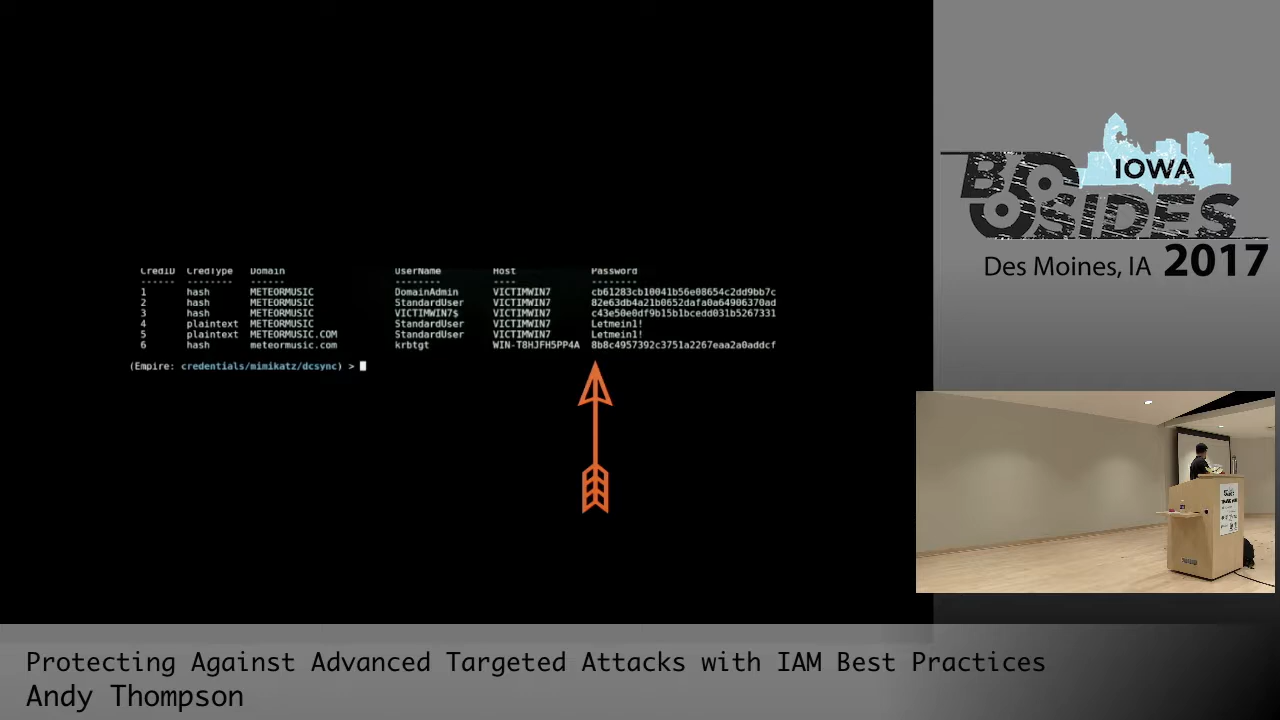 CredID CredType Domain UserName Host Password
------ -------- ------ -------- ---- --------
1 hash METEORMUSIC DomainAdmin VICTIMWIN7 cb61283cb10041b56e08654c2dd9bb7c
2 hash METEORMUSIC StandardUser VICTIMWIN7 82e63db4a21b0652dafa0a64906370ad
3 hash METEORMUSIC VICTIMWIN7$ VICTIMWIN7 c43e50e0df9b15b1bcedd031b5267331
4 plaintext METEORMUSIC StandardUser VICTIMWIN7 Letmein1!
5 plaintext METEORMUSIC.COM StandardUser VICTIMWIN7 Letmein1!
6 hash meteormusic.com krbtgt WIN-T8HJFH5PP4A 8b8c4957392c3751a2267eaa2a0addcf
(Empire: credentials/mimikatz/dcsync) >
IOWA
BSIDES
Des Moines, IA 2017
Protecting Against Advanced Targeted Attacks with IAM Best Practices
Andy Thompson